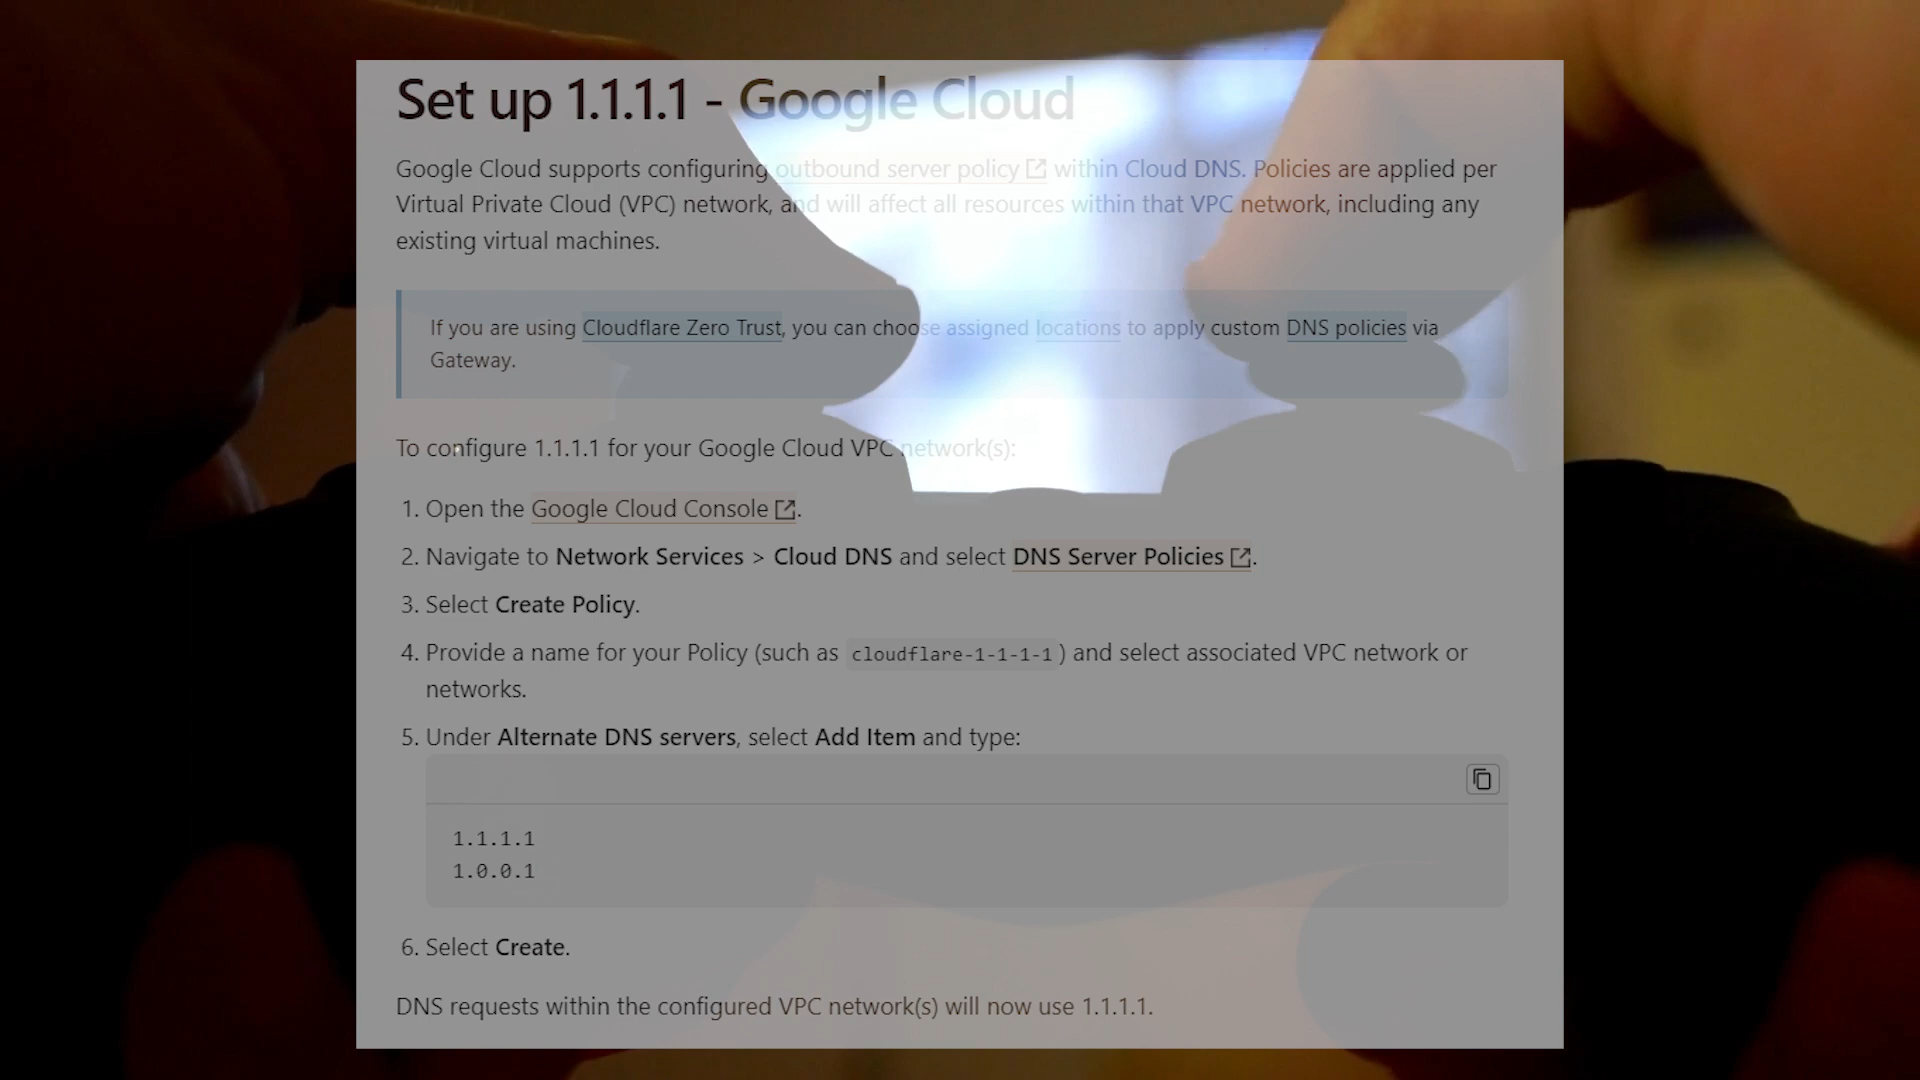 Set up 1.1.1.1 - Google Cloud
Google Cloud supports configuring outbound server policy within Cloud DNS. Policies are applied per
Virtual Private Cloud (VPC) network, and will affect all resources within that VPC network, including any
existing virtual machines.
If you are using Cloudflare Zero Trust, you can choose assigned locations to apply custom DNS policies via
Gateway.
To configure 1.1.1.1 for your Google Cloud VPC network(s):
1. Open the Google Cloud Console.
2. Navigate to Network Services > Cloud DNS and select DNS Server Policies.
3. Select Create Policy.
4. Provide a name for your Policy (such as cloudflare-1-1-1-1) and select associated VPC network or
networks.
5. Under Alternate DNS servers, select Add Item and type:
1.1.1.1
1.0.0.1
6. Select Create.
DNS requests within the configured VPC network(s) will now use 1.1.1.1.